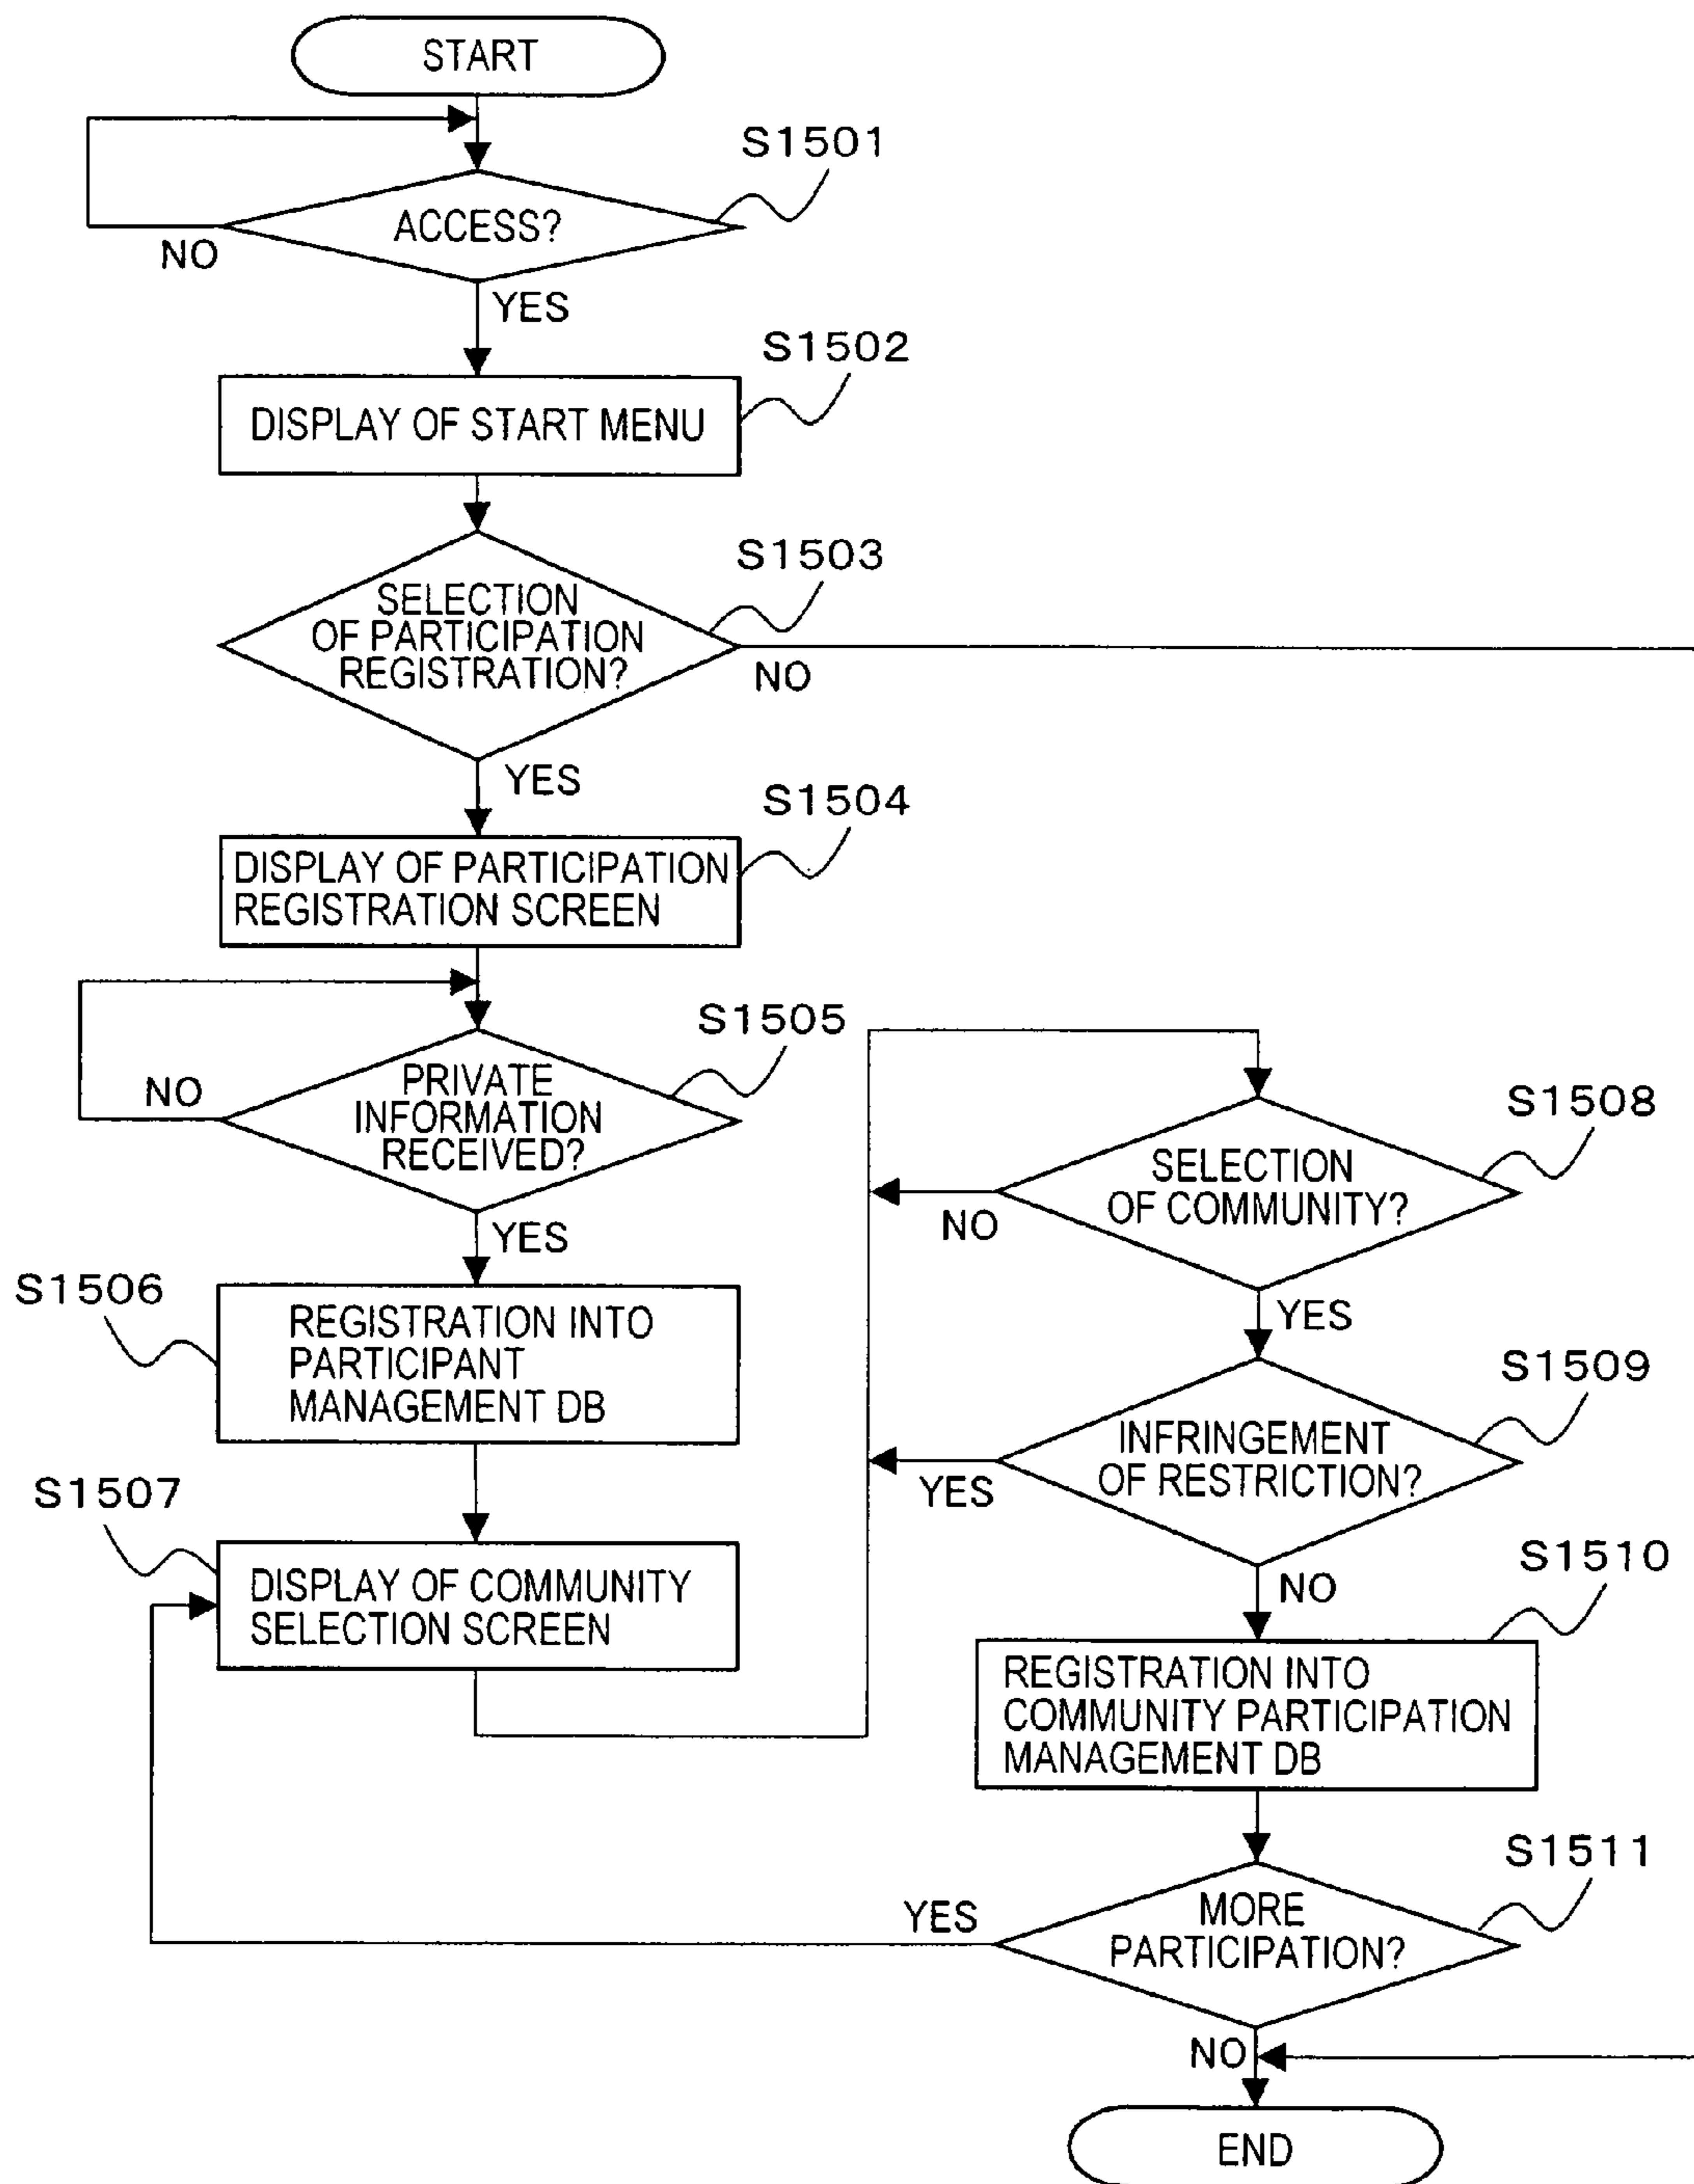 START
S1501
ACCESS?
NO
YES
S1502
DISPLAY OF START MENU
S1503
SELECTION
OF PARTICIPATION
REGISTRATION?
NO
YES
S1504
DISPLAY OF PARTICIPATION
REGISTRATION SCREEN
S1505
PRIVATE
INFORMATION
RECEIVED?
NO
YES
S1506
REGISTRATION INTO
PARTICIPANT
MANAGEMENT DB
S1507
DISPLAY OF COMMUNITY
SELECTION SCREEN
S1508
SELECTION
OF COMMUNITY?
NO
YES
S1509
INFRINGEMENT
OF RESTRICTION?
YES
NO
S1510
REGISTRATION INTO
COMMUNITY PARTICIPATION
MANAGEMENT DB
S1511
MORE
PARTICIPATION?
YES
NO
END